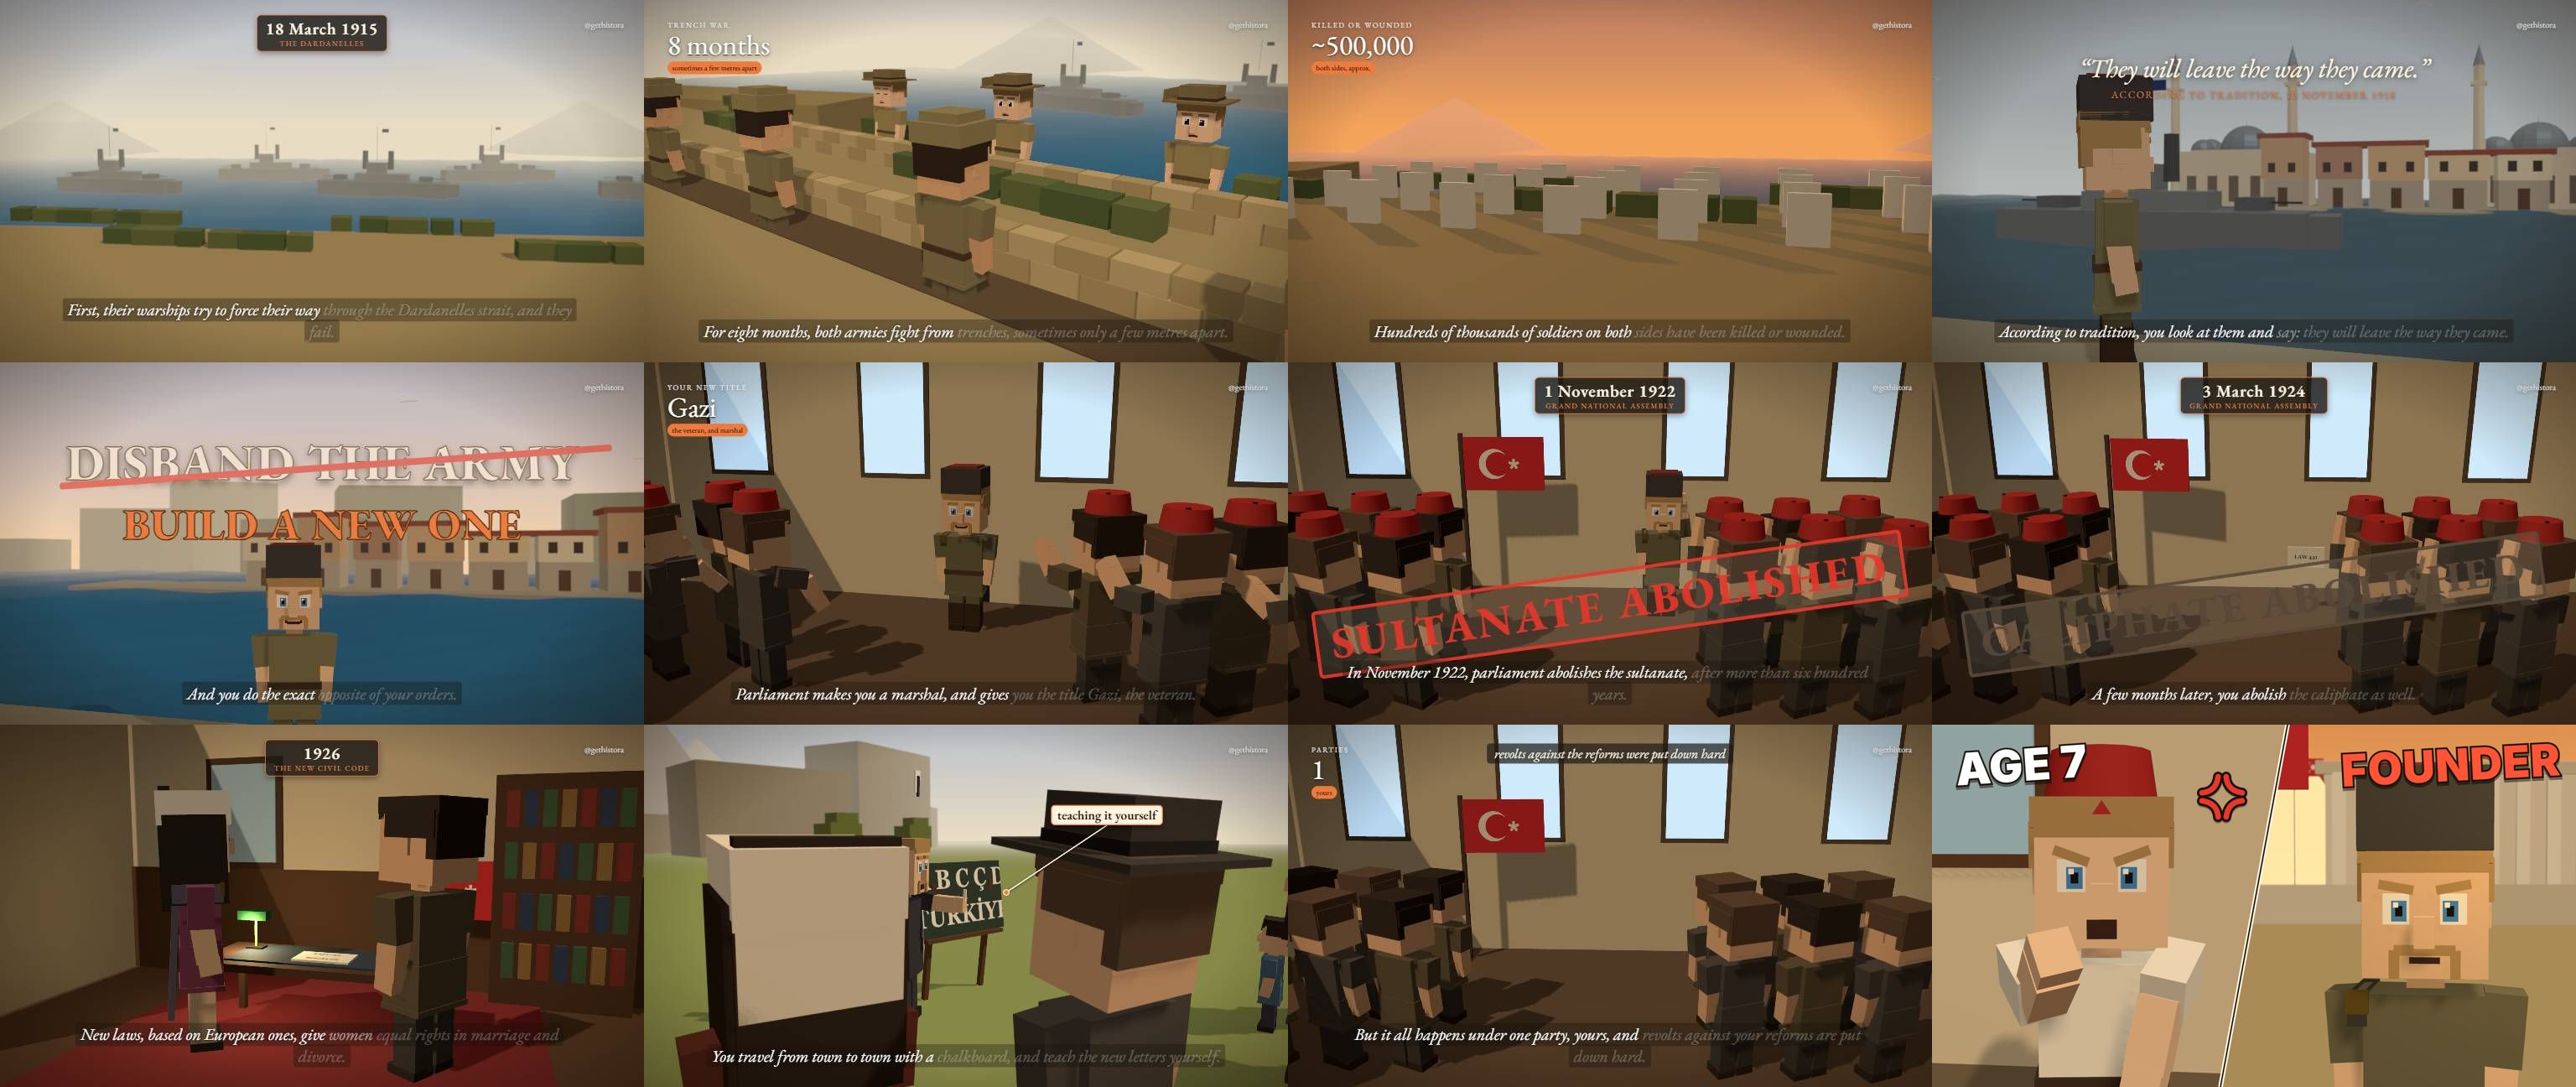 18 March 1915
THE DARDANELLES
@gethistora
First, their warships try to force their way through the Dardanelles strait, and they
fail.
TRENCH WAR
8 months
sometimes a few metres apart
@gethistora
For eight months, both armies fight from trenches, sometimes only a few metres apart.
KILLED OR WOUNDED
~500,000
both sides, approx.
@gethistora
Hundreds of thousands of soldiers on both sides have been killed or wounded.
@gethistora
“They will leave the way they came.”
ACCORDING TO TRADITION, NOVEMBER 1918
According to tradition, you look at them and say: they will leave the way they came.
@gethistora
DISBAND THE ARMY
BUILD A NEW ONE
And you do the exact opposite of your orders.
YOUR NEW TITLE
Gazi
the veteran, and marshal
@gethistora
Parliament makes you a marshal, and gives you the title Gazi, the veteran.
1 November 1922
GRAND NATIONAL ASSEMBLY
@gethistora
SULTANATE ABOLISHED
In November 1922, parliament abolishes the sultanate, after more than six hundred
years.
3 March 1924
GRAND NATIONAL ASSEMBLY
@gethistora
LAW 431
CALIPHATE ABOLISHED
A few months later, you abolish the caliphate as well.
1926
THE NEW CIVIL CODE
@gethistora
New laws, based on European ones, give women equal rights in marriage and
divorce.
@gethistora
teaching it yourself
B C Ç D
TÜRKİY
You travel from town to town with a chalkboard, and teach the new letters yourself.
PARTIES
1
yours
revolts against the reforms were put down hard
@gethistora
But it all happens under one party, yours, and revolts against your reforms are put
down hard.
AGE 7
FOUNDER